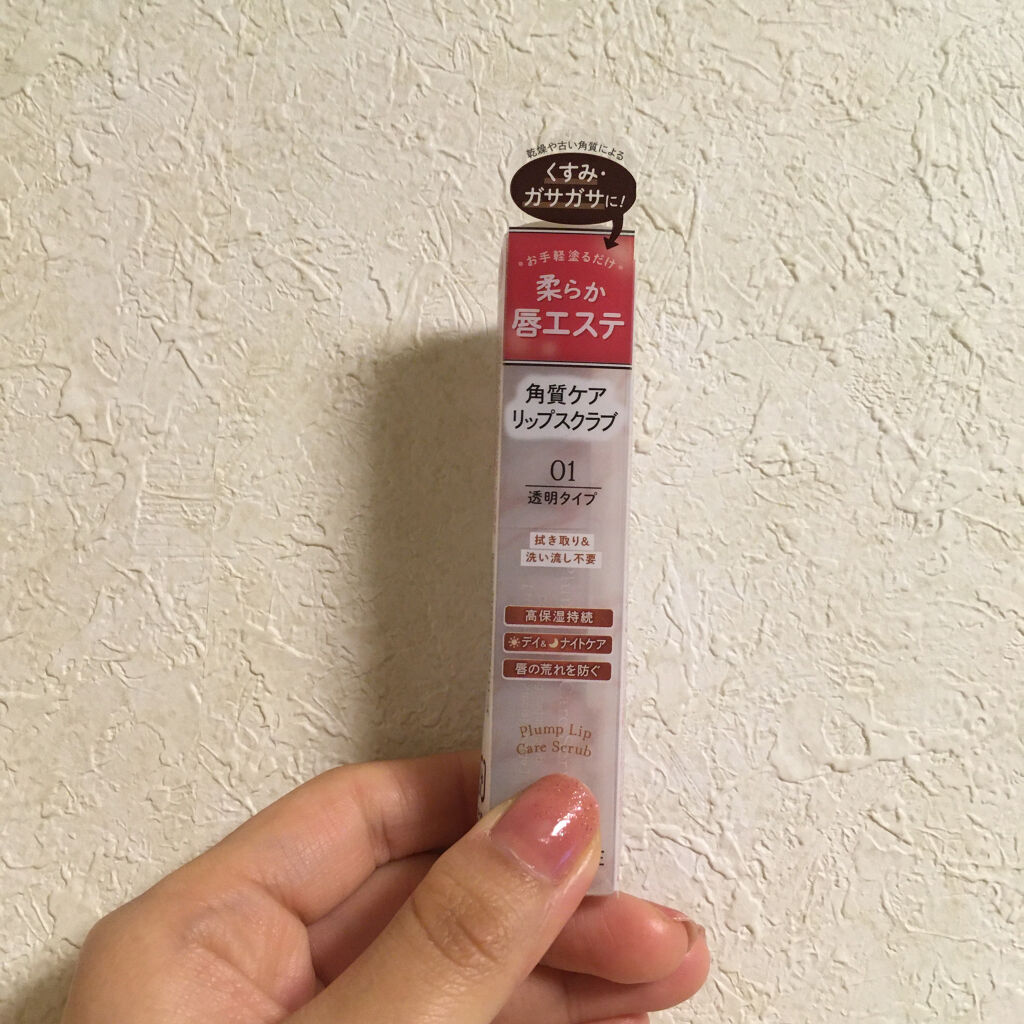 乾燥や古い角質による
くすみ・
ガサガサに!
お手軽塗るだけ
柔らか
唇エステ
角質ケア
リップスクラブ
01
透明タイプ
拭き取り&
洗い流し不要
高保湿持続
デイ&ナイトケア
唇の荒れを防ぐ
Plump Lip
Care Scrub